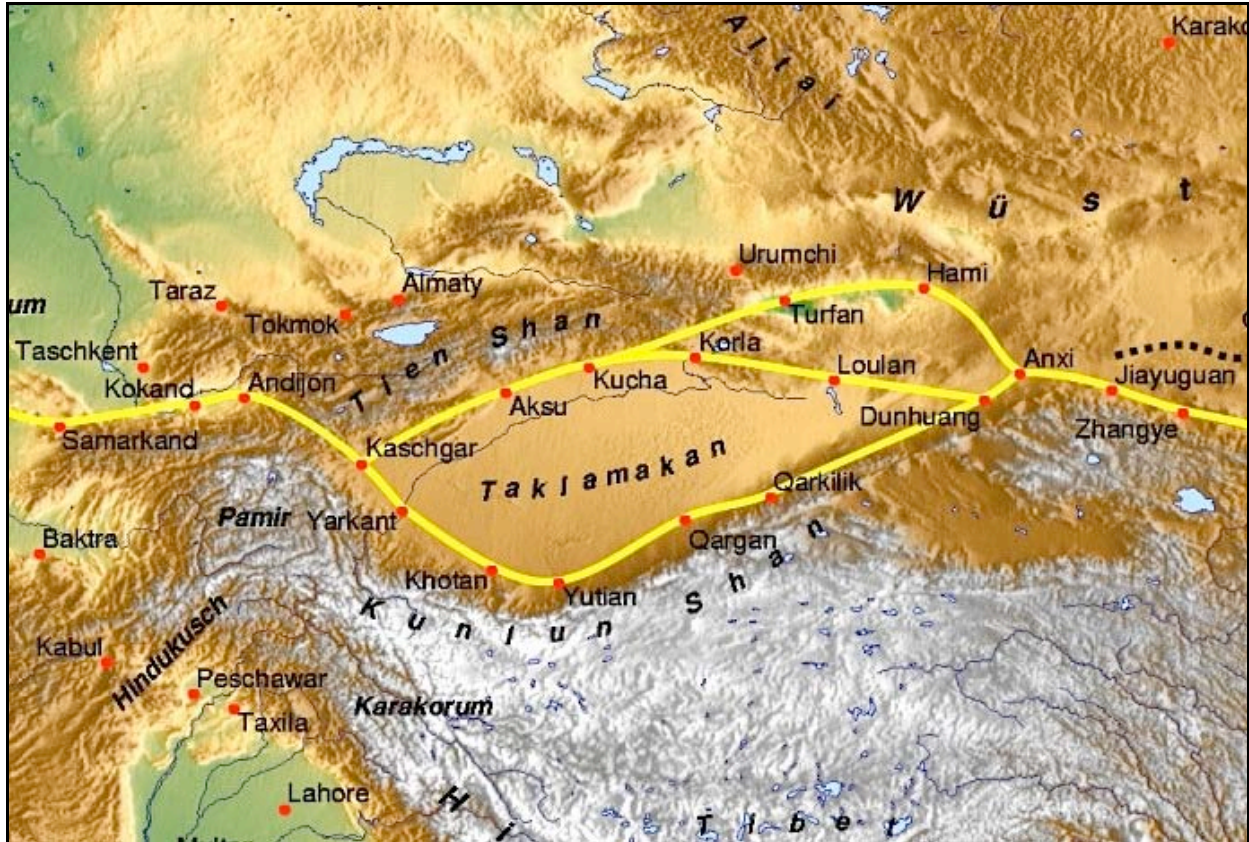 Altai
Karako
Wüst
Urumchi
Hami
Taraz
Almaty
um
Tokmok
Turfan
Tien Shan
Korla
Taschkent
Loulan
Anxi
Kokand
Andijon
Kucha
Jiayuguan
Aksu
Dunhuang
Samarkand
Zhangye
Kaschgar
Taklamakan
Qarkilik
Pamir
Yarkant
Baktra
Qargan
Khotan
Yutian
Kunlun Shan
Kabul
Hindukusch
Peschawar
Karakorum
Taxila
Lahore
Hi
Tibet